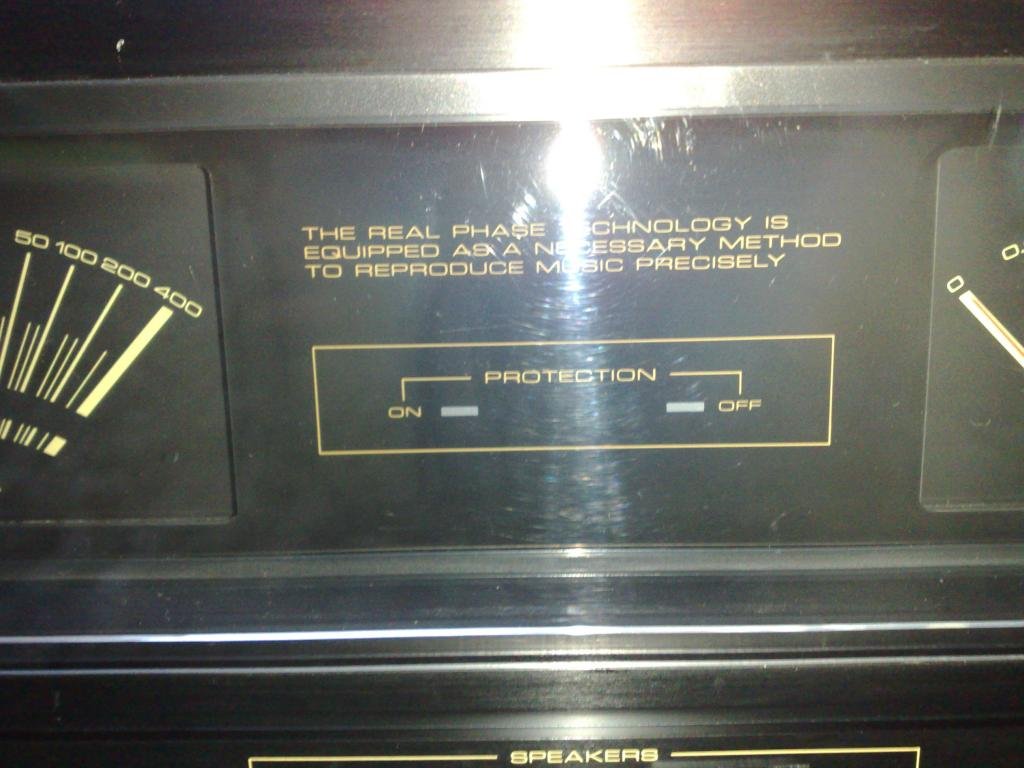 50 100 200 400
THE REAL PHASE TECHNOLOGY IS
EQUIPPED AS A NECESSARY METHOD
TO REPRODUCE MUSIC PRECISELY
0
PROTECTION
ON OFF
SPEAKERS